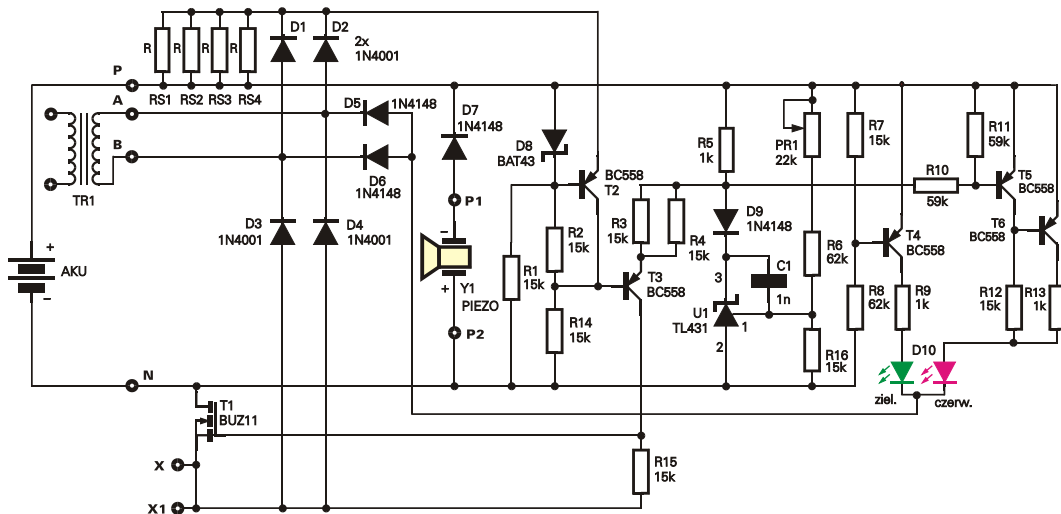 R
R
R
R
RS1
RS2
RS3
RS4
D1
D2
2x
1N4001
P
A
B
TR1
D5
1N4148
D6
1N4148
D7
1N4148
D3
1N4001
D4
1N4001
P1
−
+
Y1
PIEZO
P2
+
AKU
−
N
T1
BUZ11
X
X1
D8
BAT43
R1
15k
R2
15k
R14
15k
BC558
T2
R3
15k
R4
15k
T3
BC558
R15
15k
R5
1k
D9
1N4148
3
C1
1n
U1
TL431
1
2
PR1
22k
R6
62k
R16
15k
R7
15k
R8
62k
T4
BC558
R9
1k
R10
59k
R11
59k
T5
BC558
T6
BC558
R12
15k
R13
1k
D10
ziel.
czerw.